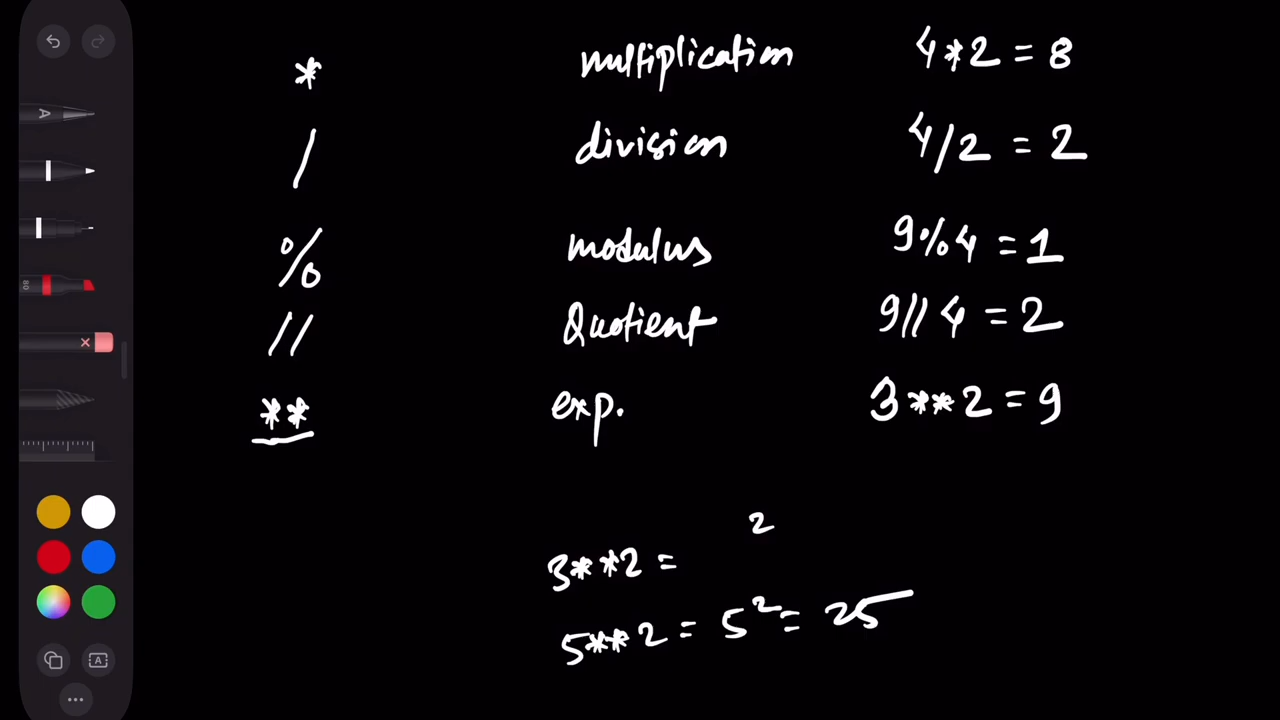 * multiplication 4*2 = 8
/ division 4/2 = 2
% modulus 9%4 = 1
// Quotient 9//4 = 2
** exp. 3**2 = 9
3**2 = ²
5**2 = 5² = 25